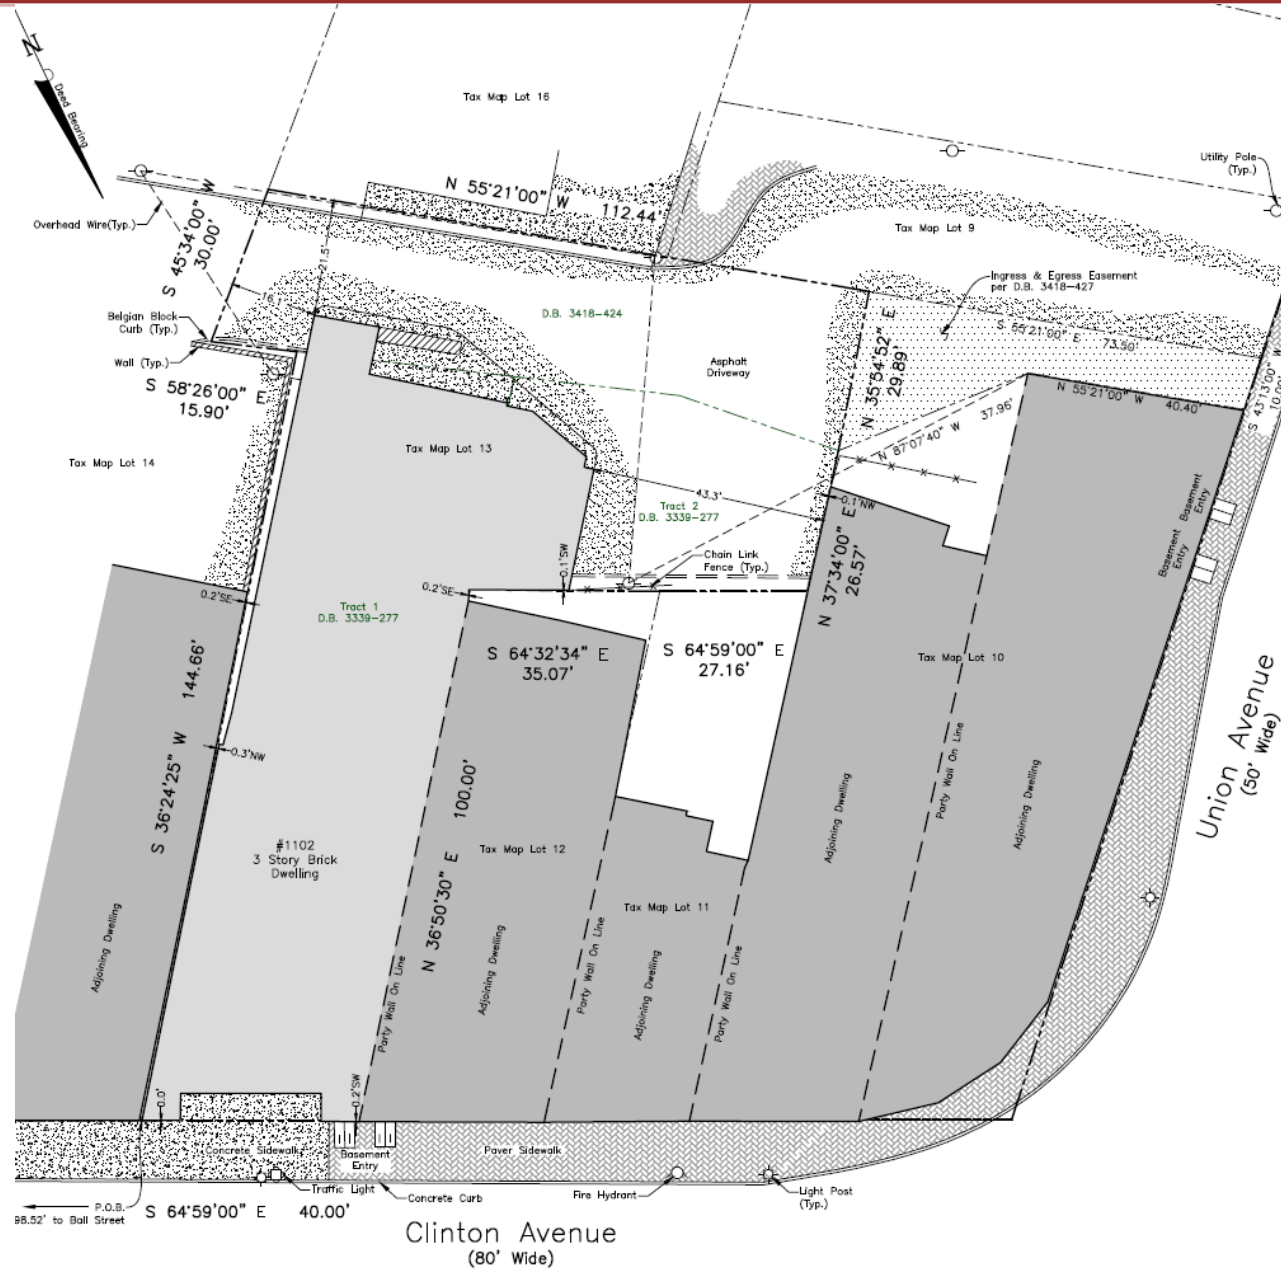 N
Deed Bearing
Tax Map Lot 16
Utility Pole
(Typ.)
N 55°21'00" W 112.44'
Overhead Wire(Typ.)
S 45°34'00" W
30.00'
Tax Map Lot 9
Ingress & Egress Easement
per D.B. 3418-427
21.5'
16.1'
Belgian Block
Curb (Typ.)
D.B. 3418-424
S 55°21'00" E 73.50'
Wall (Typ.)
Asphalt
Driveway
N 35°54'52" E
29.89'
S 43°13'00" W
10.00'
S 58°26'00" E
15.90'
N 55°21'00" W 40.40'
N 87°07'40" W 37.96'
Tax Map Lot 13
Tax Map Lot 14
43.3'
Tract 2
D.B. 3339-277
0.1'NW
Basement
Entry
Basement
Entry
Chain Link
Fence (Typ.)
0.1'SW
N 37°34'00" E
26.57'
0.2'SE
0.2'SE
Tract 1
D.B. 3339-277
S 64°32'34" E
35.07'
S 64°59'00" E
27.16'
Tax Map Lot 10
S 36°24'25" W 144.66'
0.3'NW
Party Wall On Line
Union Avenue
(50' Wide)
N 36°50'30" E 100.00'
Adjoining Dwelling
Adjoining Dwelling
#1102
3 Story Brick
Dwelling
Tax Map Lot 12
Tax Map Lot 11
Adjoining Dwelling
Party Wall On Line
Adjoining Dwelling
Party Wall On Line
Adjoining Dwelling
Party Wall On Line
0.0'
0.2'SW
Concrete Sidewalk
Basement
Entry
Paver Sidewalk
Traffic Light
Concrete Curb
Fire Hydrant
Light Post
(Typ.)
P.O.B.
98.52' to Ball Street
S 64°59'00" E 40.00'
Clinton Avenue
(80' Wide)